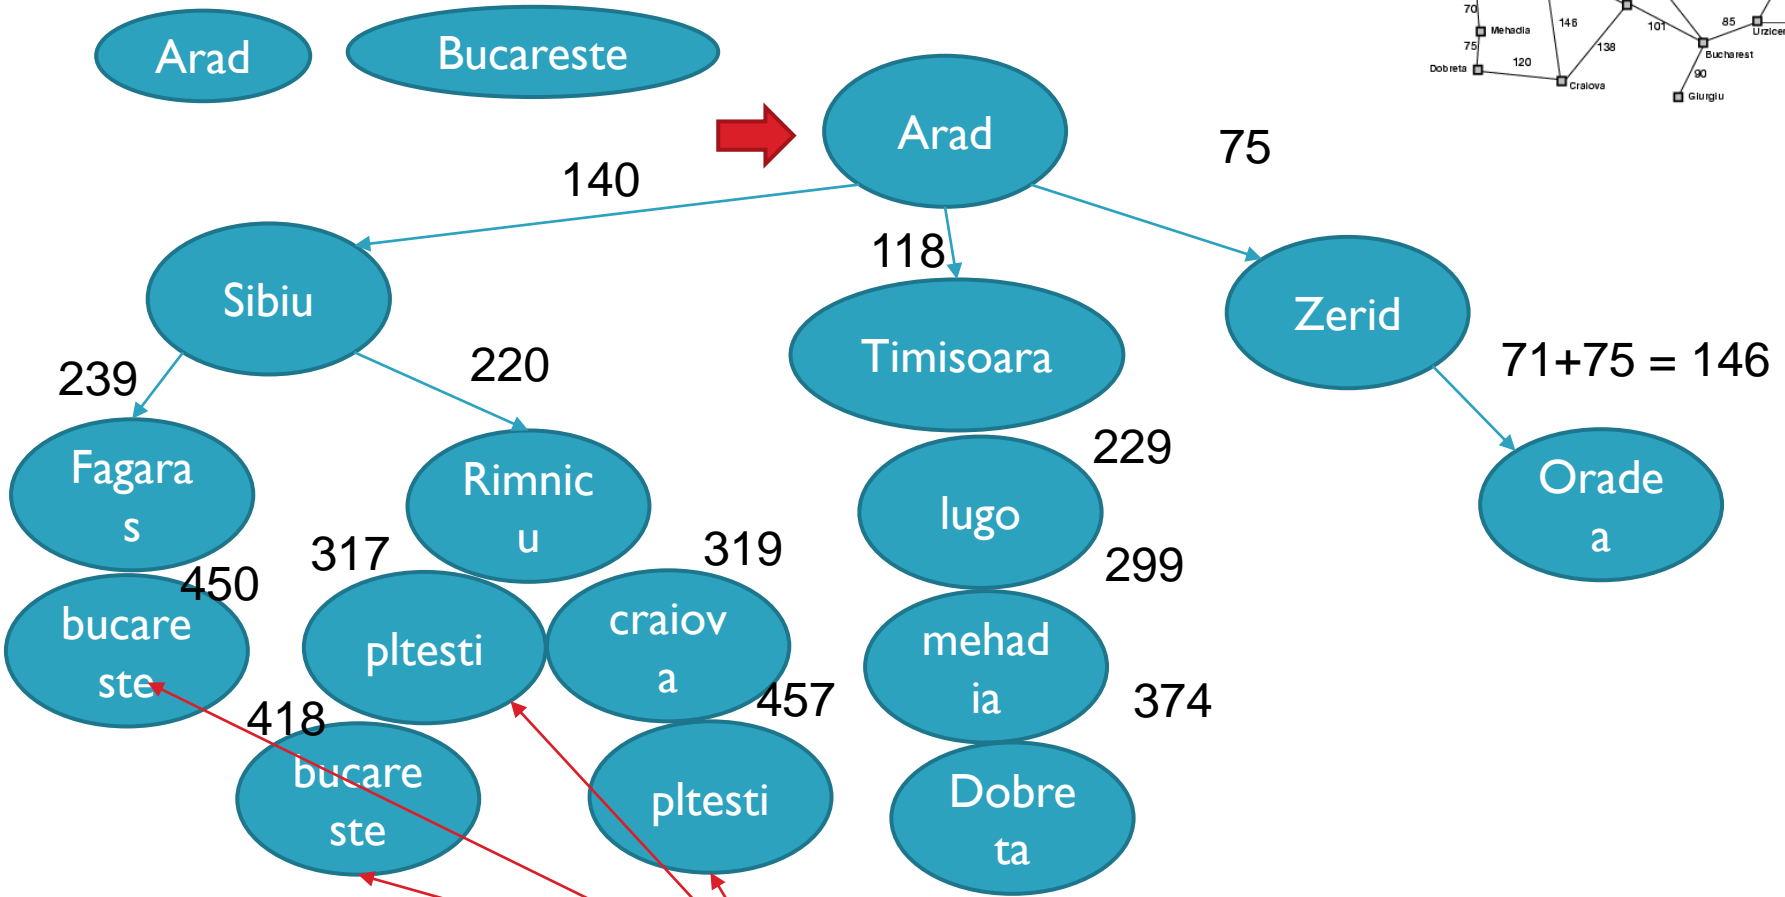 Arad
Bucareste
70
Mehadia
75
Dobreta
120
146
138
Craiova
101
85
Bucharest
90
Giurgiu
Arad
75
140
118
Sibiu
Timisoara
Zerid
239
220
71+75 = 146
Fagara
s
Rimnic
u
229
lugo
Orade
a
450
317
319
299
bucare
ste
pltesti
craiov
a
mehad
ia
418
457
374
bucare
ste
pltesti
Dobre
ta